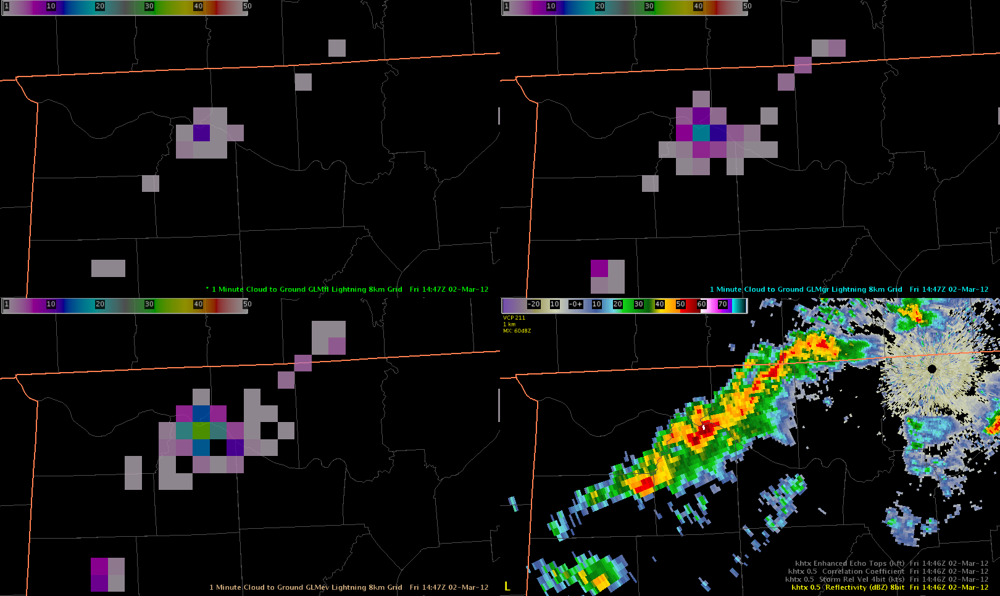 1 10 20 30 40 50
1 10 20 30 40 50
* 1 Minute Cloud to Ground GLMfl Lightning 8km Grid Fri 14:47Z 02-Mar-12
1 Minute Cloud to Ground GLMgr Lightning 8km Grid Fri 14:47Z 02-Mar-12
1 10 20 30 40 50
-20 10 -0+ 10 20 30 40 50 60 70
VCP 211
1 km
MX: 60dBZ
1 Minute Cloud to Ground GLMev Lightning 8km Grid Fri 14:47Z 02-Mar-12
L
khtx Enhanced Echo Tops (kft) Fri 14:46Z 02-Mar-12
khtx 0.5 Correlation Coefficient Fri 14:46Z 02-Mar-12
khtx 0.5 Storm Rel Vel 4bit (kts) Fri 14:46Z 02-Mar-12
khtx 0.5 Reflectivity (dBZ) 8bit Fri 14:46Z 02-Mar-12